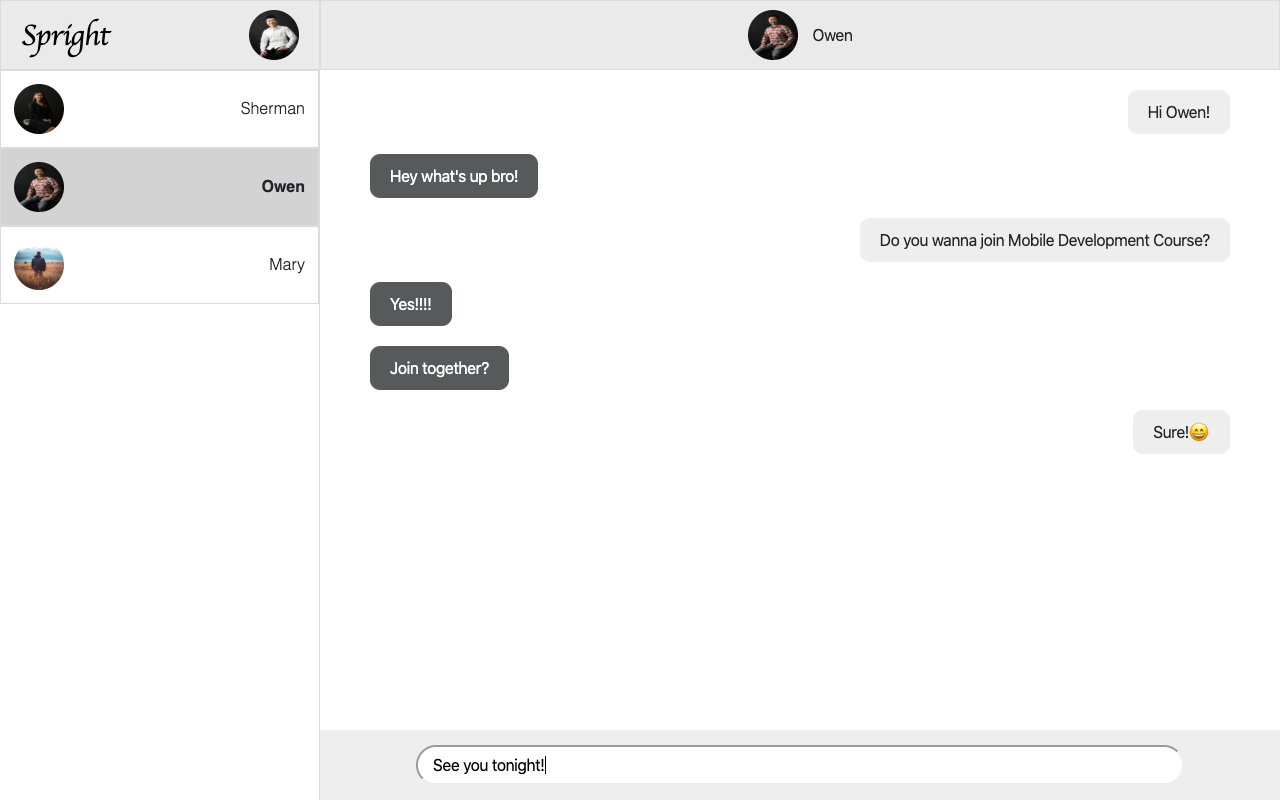 Spright
Owen
Sherman
Owen
Mary
Hi Owen!
Hey what's up bro!
Do you wanna join Mobile Development Course?
Yes!!!!
Join together?
Sure!😄
See you tonight!